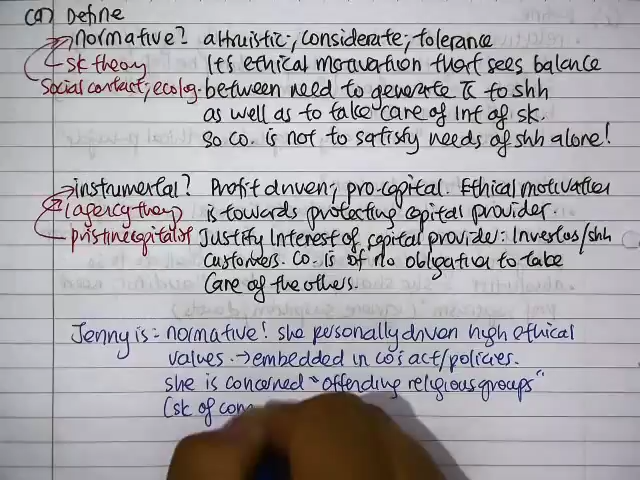 (a) Define
normative? altruistic, considerate, tolerance
sk theory It's ethical motivation that sees balance
Social contact; ecolog. between need to generate π to shh
as well as to take care of int of sk.
so co. is not to satisfy needs of shh alone!
instrumental? Profit driven; pro-capital. Ethical motivation
(agency theory is towards protecting capital provider.
pristine capitalist Justify Interest of capital provider: Investos/shh
customers. Co. is of no obligation to take
care of the others.
Jenny is: normative! she personally driven high ethical
values. → embedded in co's act/policies.
she is concerned "offending religious groups"
(sk of con